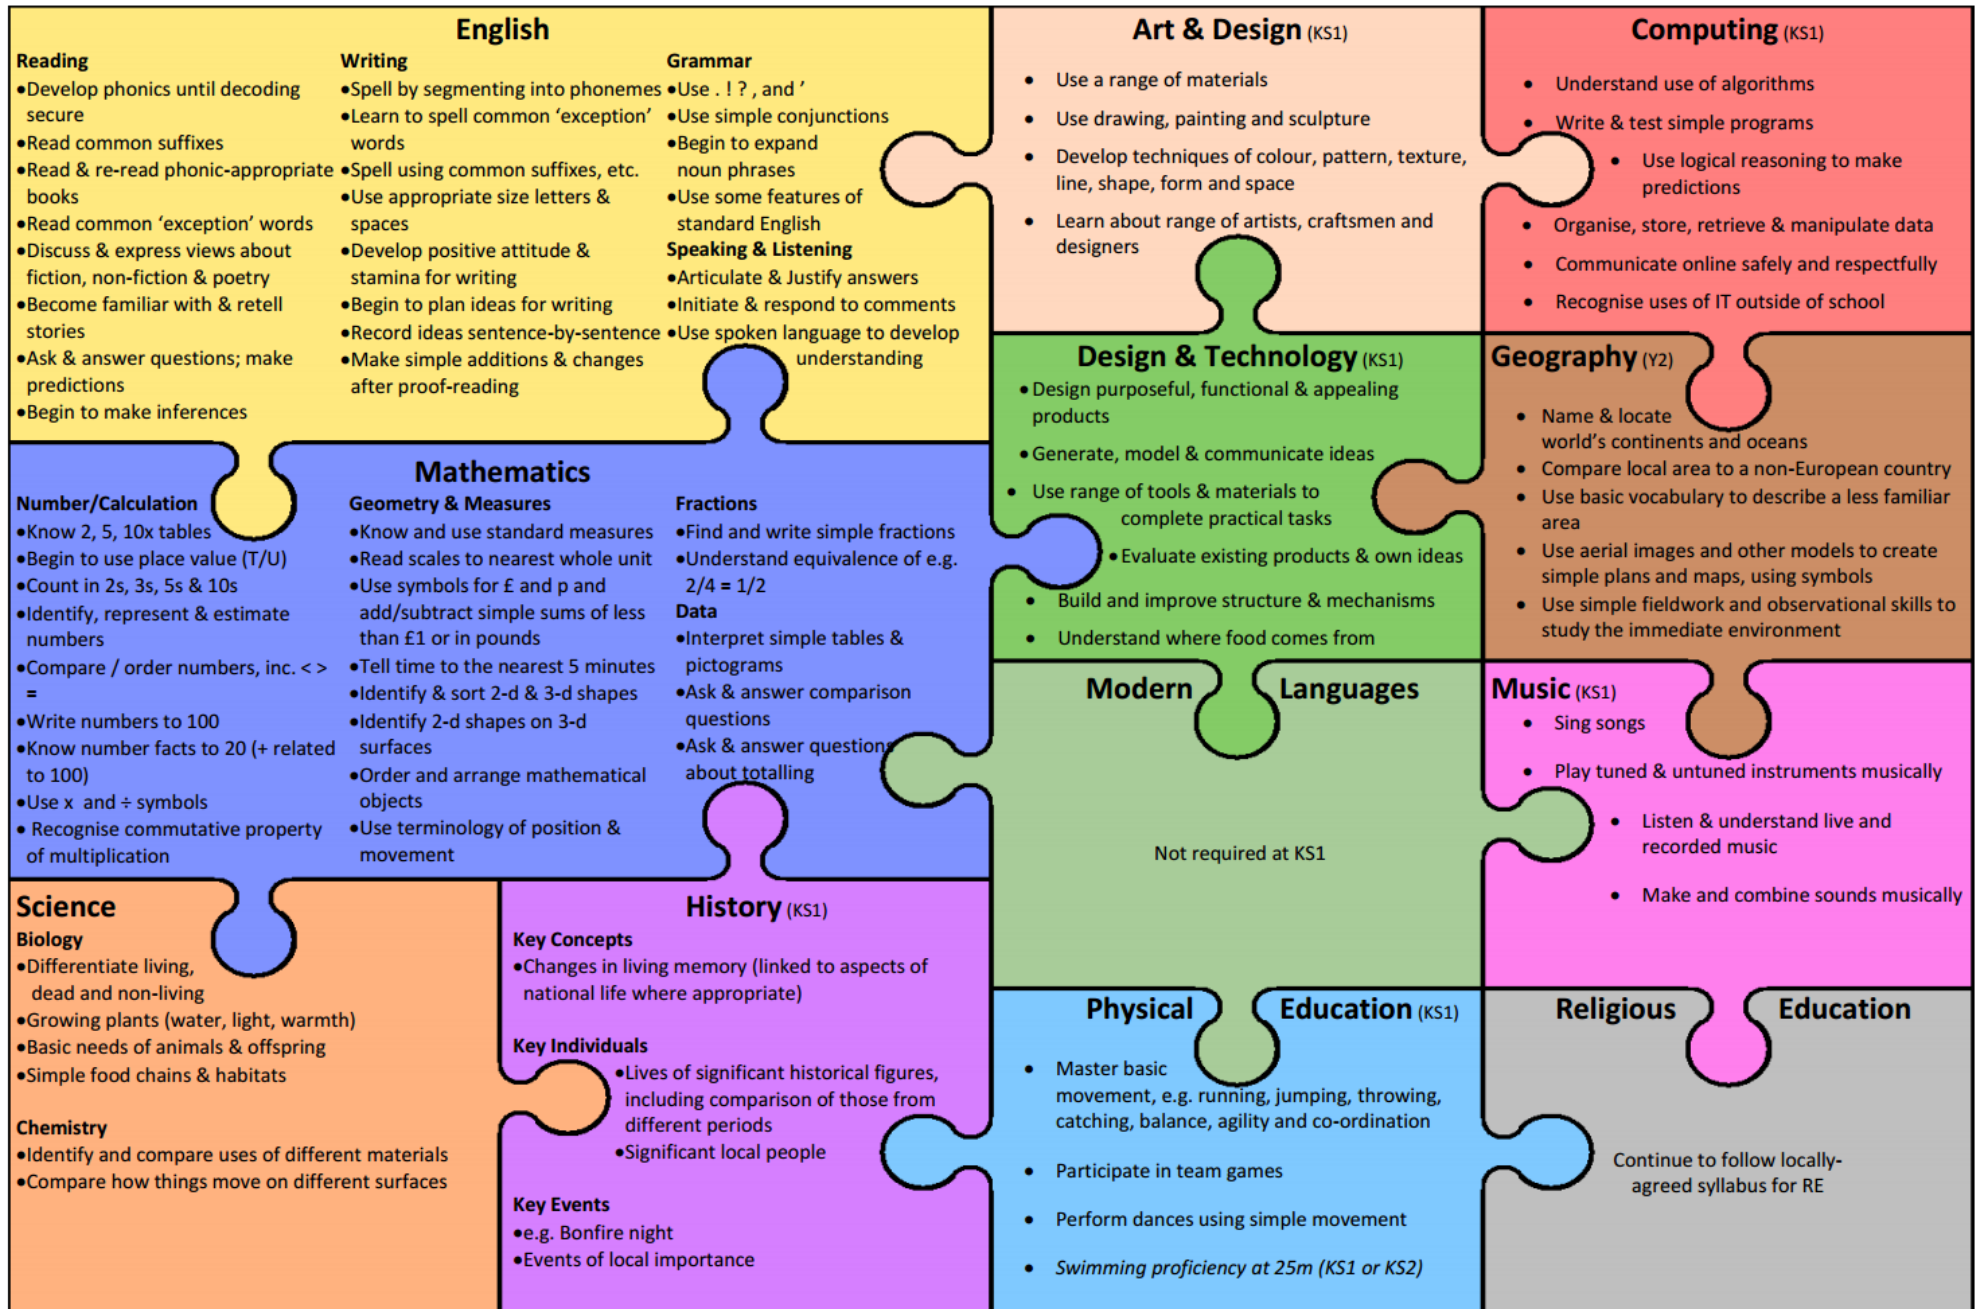 English
Reading
•Develop phonics until decoding
secure
•Read common suffixes
•Read & re-read phonic-appropriate
books
•Read common ‘exception’ words
•Discuss & express views about
fiction, non-fiction & poetry
•Become familiar with & retell
stories
•Ask & answer questions; make
predictions
•Begin to make inferences
Writing
•Spell by segmenting into phonemes
•Learn to spell common ‘exception’
words
•Spell using common suffixes, etc.
•Use appropriate size letters &
spaces
•Develop positive attitude &
stamina for writing
•Begin to plan ideas for writing
•Record ideas sentence-by-sentence
•Make simple additions & changes
after proof-reading
Grammar
•Use . ! ? , and ’
•Use simple conjunctions
•Begin to expand
noun phrases
•Use some features of
standard English
Speaking & Listening
•Articulate & Justify answers
•Initiate & respond to comments
•Use spoken language to develop
understanding
Art & Design (KS1)
• Use a range of materials
• Use drawing, painting and sculpture
• Develop techniques of colour, pattern, texture,
line, shape, form and space
• Learn about range of artists, craftsmen and
designers
Computing (KS1)
• Understand use of algorithms
• Write & test simple programs
• Use logical reasoning to make
predictions
• Organise, store, retrieve & manipulate data
• Communicate online safely and respectfully
• Recognise uses of IT outside of school
Mathematics
Number/Calculation
•Know 2, 5, 10x tables
•Begin to use place value (T/U)
•Count in 2s, 3s, 5s & 10s
•Identify, represent & estimate
numbers
•Compare / order numbers, inc. < >
=
•Write numbers to 100
•Know number facts to 20 (+ related
to 100)
•Use x and ÷ symbols
• Recognise commutative property
of multiplication
Geometry & Measures
•Know and use standard measures
•Read scales to nearest whole unit
•Use symbols for £ and p and
add/subtract simple sums of less
than £1 or in pounds
•Tell time to the nearest 5 minutes
•Identify & sort 2-d & 3-d shapes
•Identify 2-d shapes on 3-d
surfaces
•Order and arrange mathematical
objects
•Use terminology of position &
movement
Fractions
•Find and write simple fractions
•Understand equivalence of e.g.
2/4 = 1/2
Data
•Interpret simple tables &
pictograms
•Ask & answer comparison
questions
•Ask & answer questions
about totalling
Design & Technology (KS1)
• Design purposeful, functional & appealing
products
• Generate, model & communicate ideas
• Use range of tools & materials to
complete practical tasks
• Evaluate existing products & own ideas
• Build and improve structure & mechanisms
• Understand where food comes from
Geography (Y2)
• Name & locate
world’s continents and oceans
• Compare local area to a non-European country
• Use basic vocabulary to describe a less familiar
area
• Use aerial images and other models to create
simple plans and maps, using symbols
• Use simple fieldwork and observational skills to
study the immediate environment
Modern Languages
Not required at KS1
Music (KS1)
• Sing songs
• Play tuned & untuned instruments musically
• Listen & understand live and
recorded music
• Make and combine sounds musically
Science
Biology
•Differentiate living,
dead and non-living
•Growing plants (water, light, warmth)
•Basic needs of animals & offspring
•Simple food chains & habitats
Chemistry
•Identify and compare uses of different materials
•Compare how things move on different surfaces
History (KS1)
Key Concepts
•Changes in living memory (linked to aspects of
national life where appropriate)
Key Individuals
•Lives of significant historical figures,
including comparison of those from
different periods
•Significant local people
Key Events
•e.g. Bonfire night
•Events of local importance
Physical Education (KS1)
• Master basic
movement, e.g. running, jumping, throwing,
catching, balance, agility and co-ordination
• Participate in team games
• Perform dances using simple movement
• Swimming proficiency at 25m (KS1 or KS2)
Religious Education
Continue to follow locally-
agreed syllabus for RE